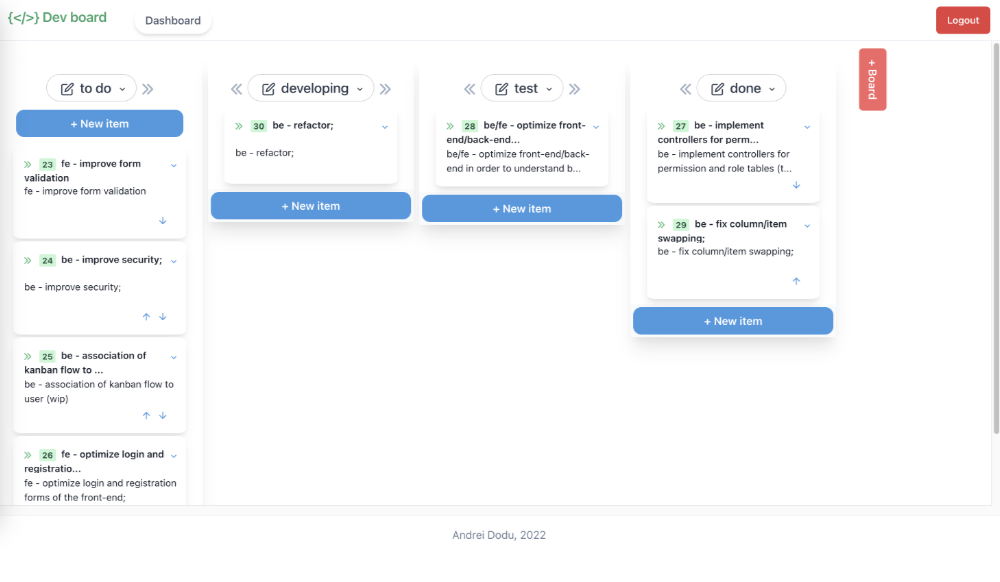 {</>} Dev board
Dashboard
Logout
to do
+ New item
23 fe - improve form
validation
fe - improve form validation
24 be - improve security;
be - improve security;
25 be - association of
kanban flow to ...
be - association of kanban flow to
user (wip)
26 fe - optimize login and
registratio...
fe - optimize login and registration
forms of the front-end;
developing
30 be - refactor;
be - refactor;
+ New item
test
28 be/fe - optimize front-
end/back-end...
be/fe - optimize front-end/back-
end in order to understand b...
+ New item
done
27 be - implement
controllers for perm...
be - implement controllers for
permission and role tables (t...
29 be - fix column/item
swapping;
be - fix column/item swapping;
+ New item
+ Board
Andrei Dodu, 2022